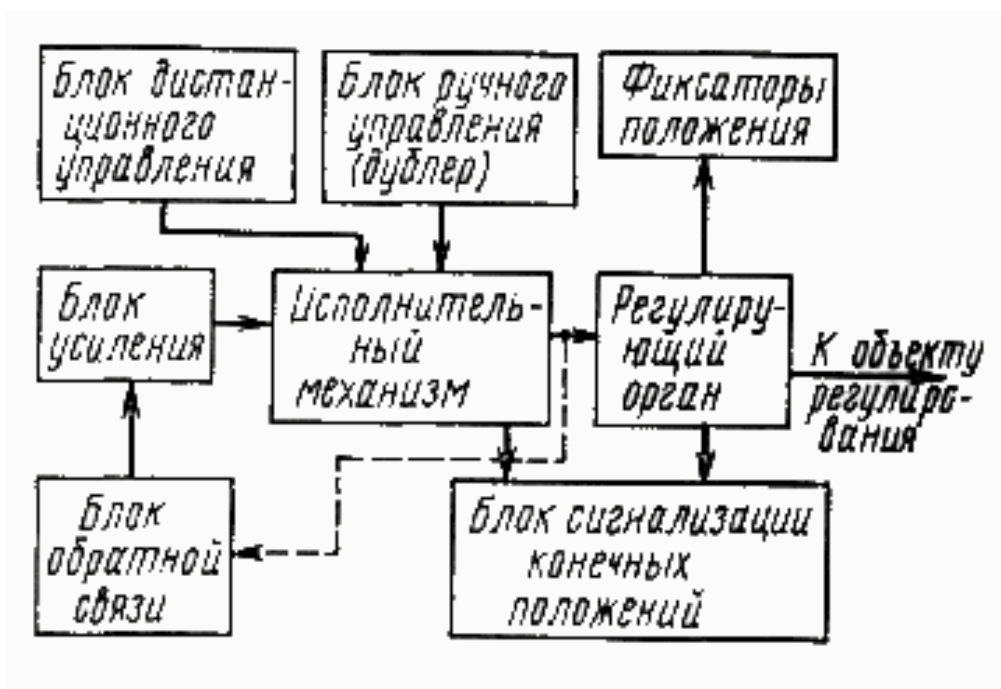 Блок дистан-
ционного
управления
Блок ручного
управления
(дублер)
Фиксаторы
положения
Блок
усиления
Исполнитель-
ный
механизм
Регулиру-
ющий
орган
К объекту
регулиро-
вания
Блок
обратной
связи
Блок сигнализации
конечных
положений